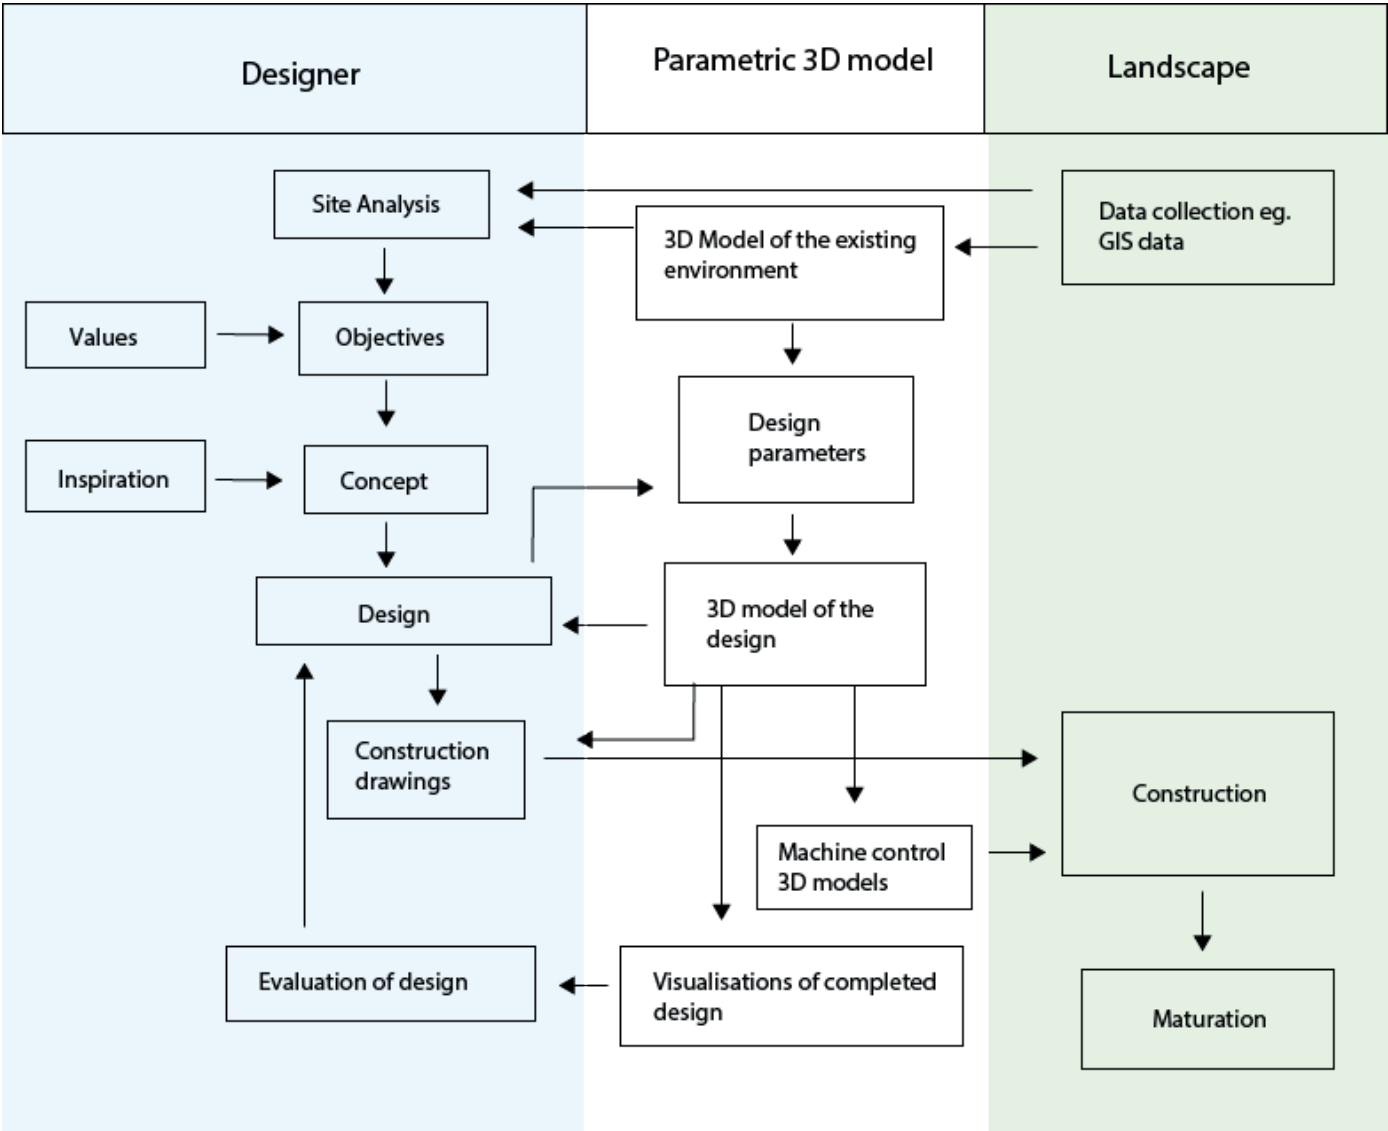 Designer
Parametric 3D model
Landscape
Site Analysis
3D Model of the existing
environment
Data collection eg.
GIS data
Values
Objectives
Design
parameters
Inspiration
Concept
Design
3D model of the
design
Construction
drawings
Construction
Machine control
3D models
Evaluation of design
Visualisations of completed
design
Maturation